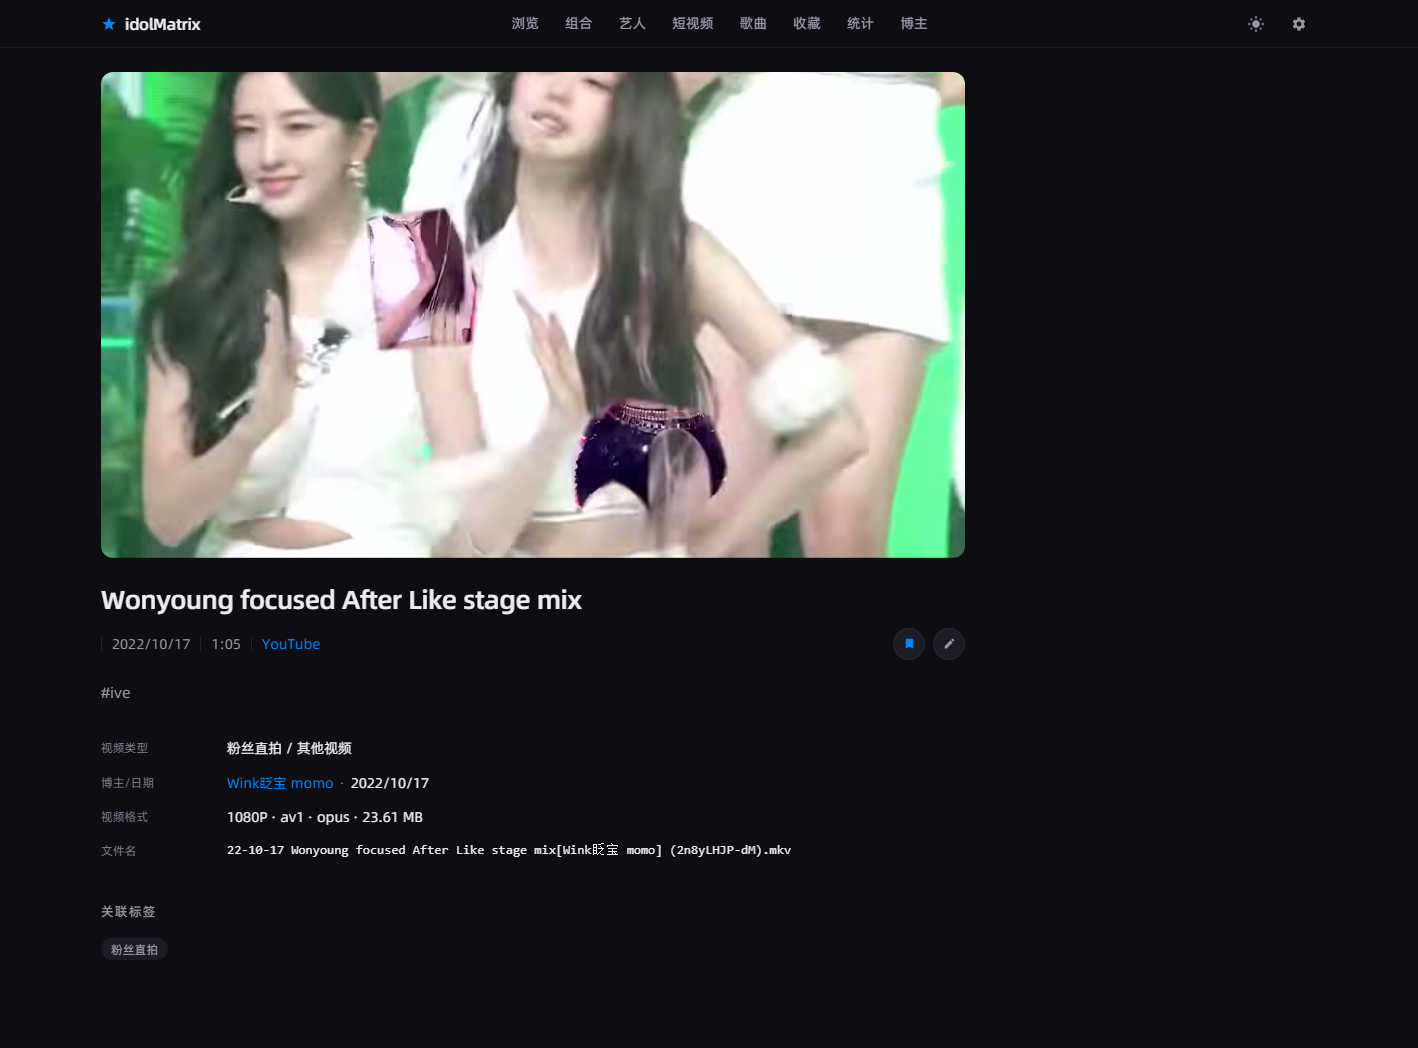 idolMatrix
浏览 组合 艺人 短视频 歌曲 收藏 统计 博主
Wonyoung focused After Like stage mix
2022/10/17 1:05 YouTube
#ive
视频类型 粉丝直拍 / 其他视频
博主/日期 Wink眨宝 momo · 2022/10/17
视频格式 1080P · av1 · opus · 23.61 MB
文件名 22-10-17 Wonyoung focused After Like stage mix[Wink眨宝 momo] (2n8yLHJP-dM).mkv
关联标签
粉丝直拍